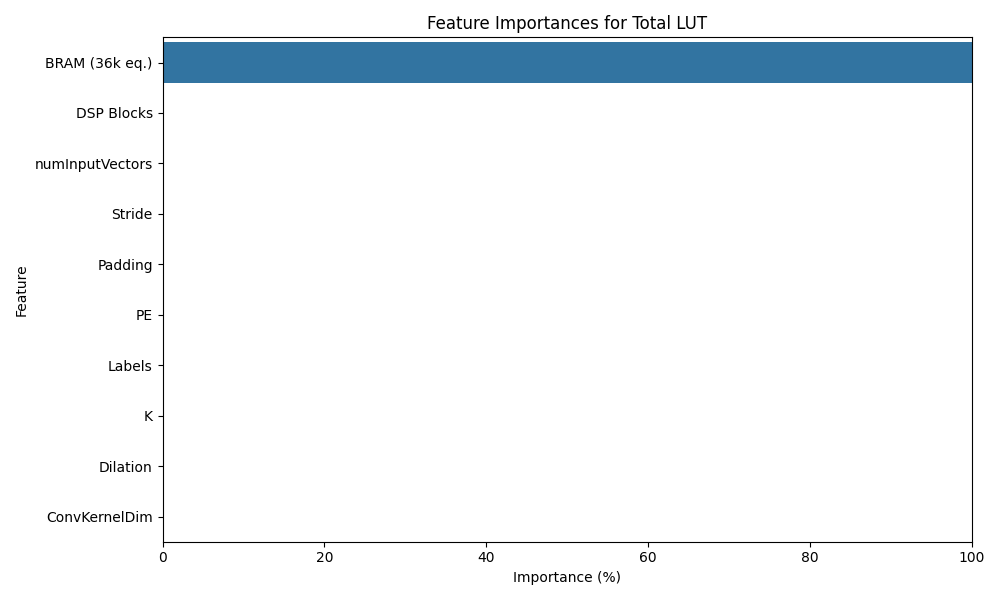 Feature Importances for Total LUT
BRAM (36k eq.)
DSP Blocks
numInputVectors
Stride
Padding
PE
Labels
K
Dilation
ConvKernelDim
Feature
0 20 40 60 80 100
Importance (%)